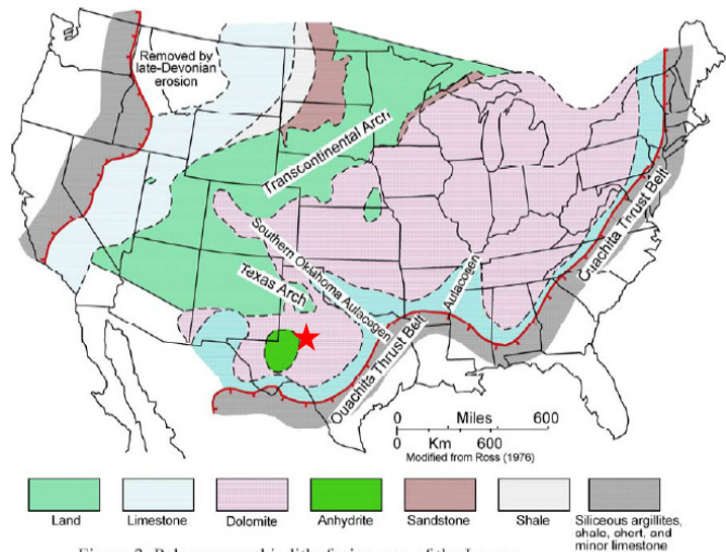 Removed by
late-Devonian
erosion
Transcontinental Arch
Southern Oklahoma Aulacogen
Texas Arch
Aulacogen
Ouachita Thrust Belt
Ouachita Thrust Belt
0 Miles 600
0 Km 600
Modified from Ross (1976)
Land
Limestone
Dolomite
Anhydrite
Sandstone
Shale
Siliceous argillites,
shale, chert, and
minor limestone